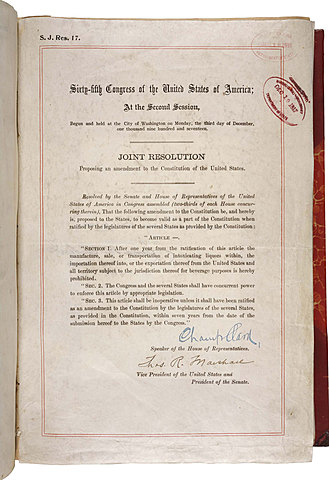 S. J. Res. 17.
DEC 19 1917
Sixty-fifth Congress of the United States of America;
At the Second Session,
Begun and held at the City of Washington on Monday, the third day of December,
one thousand nine hundred and seventeen.
JOINT RESOLUTION
Proposing an amendment to the Constitution of the United States.
Resolved by the Senate and House of Representatives of the United
States of America in Congress assembled (two-thirds of each House concur-
ring therein), That the following amendment to the Constitution be, and hereby
is, proposed to the States, to become valid as a part of the Constitution when
ratified by the legislatures of the several States as provided by the Constitution:
"ARTICLE —.
"SECTION 1. After one year from the ratification of this article the
manufacture, sale, or transportation of intoxicating liquors within, the
importation thereof into, or the exportation thereof from the United States and
all territory subject to the jurisdiction thereof for beverage purposes is hereby
prohibited.
"SEC. 2. The Congress and the several States shall have concurrent power
to enforce this article by appropriate legislation.
"SEC. 3. This article shall be inoperative unless it shall have been ratified
as an amendment to the Constitution by the legislatures of the several States,
as provided in the Constitution, within seven years from the date of the
submission hereof to the States by the Congress."
Champ Clark
Speaker of the House of Representatives.
Thos. R. Marshall
Vice President of the United States and
President of the Senate.